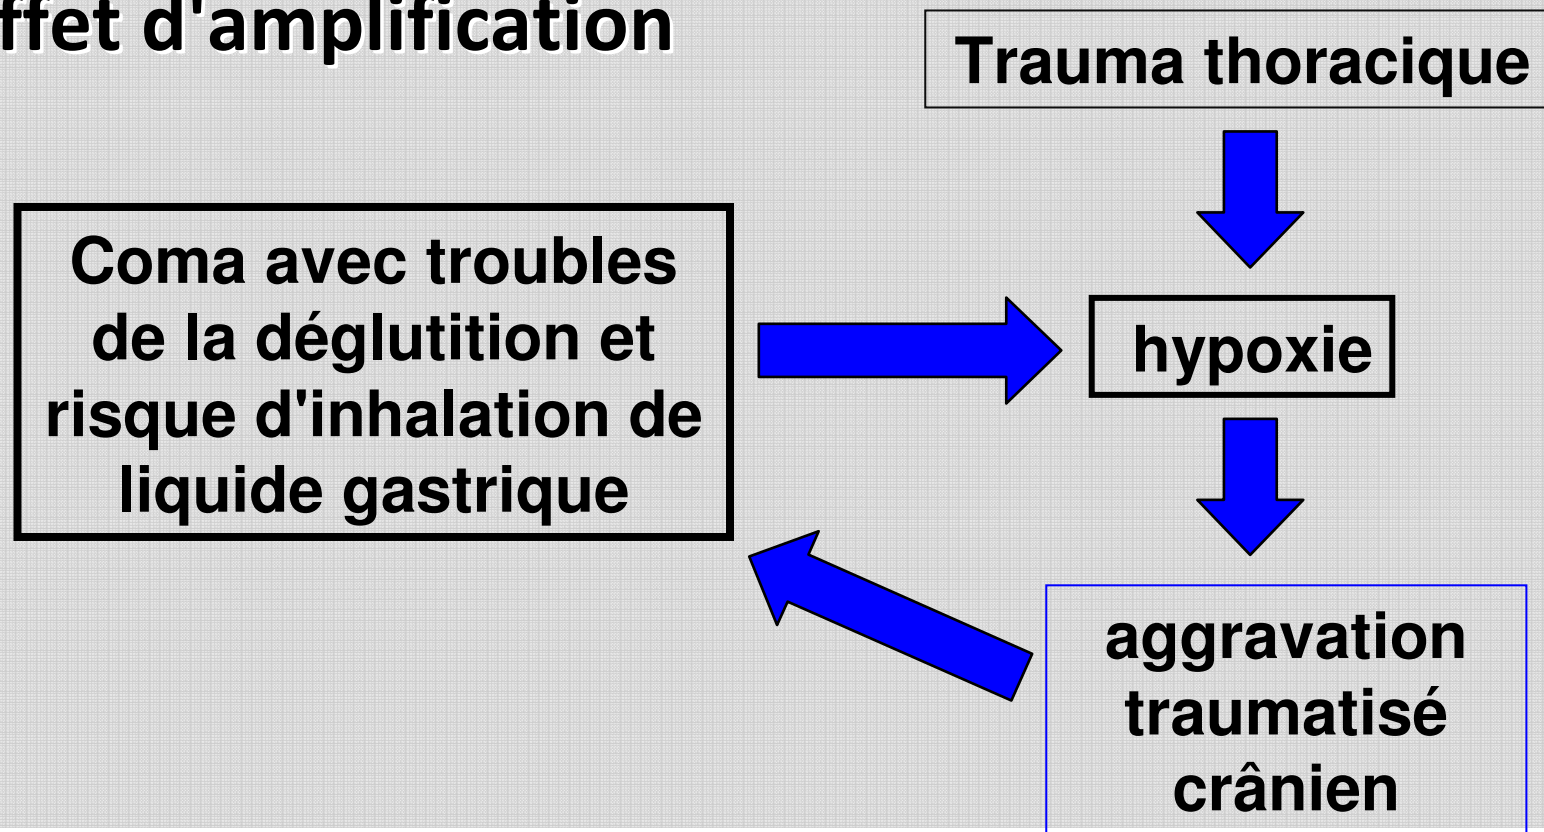 ffet d'amplification
Trauma thoracique
Coma avec troubles
de la déglutition et
risque d'inhalation de
liquide gastrique
hypoxie
aggravation
traumatisé
crânien